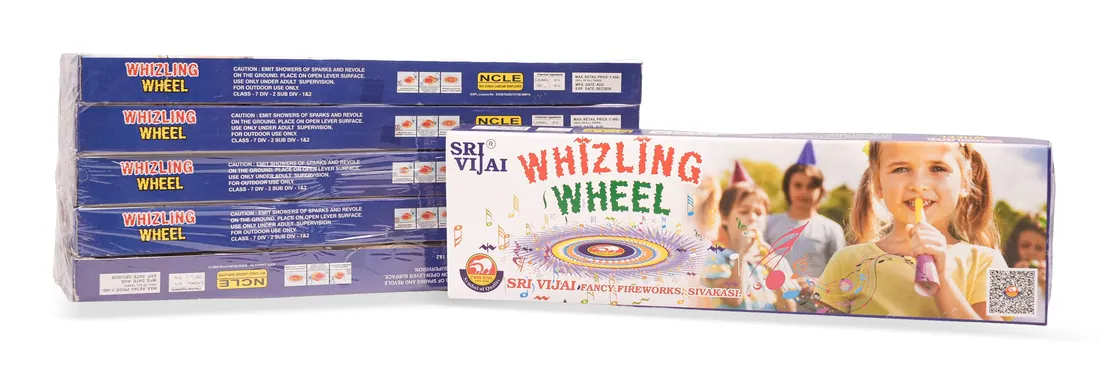 WHIZLING
WHEEL
CAUTION : EMIT SHOWERS OF SPARKS AND REVOLE
ON THE GROUND. PLACE ON OPEN LEVER SURFACE.
USE ONLY UNDER ADULT SUPERVISION.
FOR OUTDOOR USE ONLY.
CLASS - 7 DIV - 2 SUB DIV - 1&2
NCLE
WHIZLING
WHEEL
CAUTION : EMIT SHOWERS OF SPARKS AND REVOLE
ON THE GROUND. PLACE ON OPEN LEVER SURFACE.
USE ONLY UNDER ADULT SUPERVISION.
FOR OUTDOOR USE ONLY.
CLASS - 7 DIV - 2 SUB DIV - 1&2
NCLE
WHIZLING
WHEEL
CAUTION : EMIT SHOWERS OF SPARKS AND REVOLE
ON THE GROUND. PLACE ON OPEN LEVER SURFACE.
USE ONLY UNDER ADULT SUPERVISION.
FOR OUTDOOR USE ONLY.
CLASS - 7 DIV - 2 SUB DIV - 1&2
WHIZLING
WHEEL
CAUTION : EMIT SHOWERS OF SPARKS AND REVOLE
ON THE GROUND. PLACE ON OPEN LEVER SURFACE.
USE ONLY UNDER ADULT SUPERVISION.
FOR OUTDOOR USE ONLY.
CLASS - 7 DIV - 2 SUB DIV - 1&2
NCLE
SRI
VIJAI ®
WHIZLING
WHEEL
SRI VIJAI FANCY FIREWORKS, SIVAKASI.